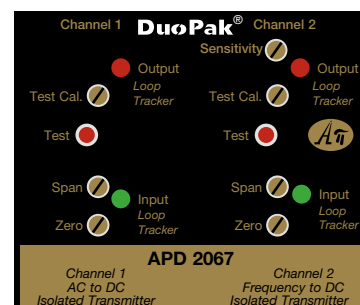 Channel 1 DuoPak® Channel 2
Sensitivity
Output Output
Loop Loop
Test Cal. Tracker Test Cal. Tracker
Test Test
Span Input Span Input
Loop Loop
Zero Tracker Zero Tracker
APD 2067
Channel 1 Channel 2
AC to DC Frequency to DC
Isolated Transmitter Isolated Transmitter